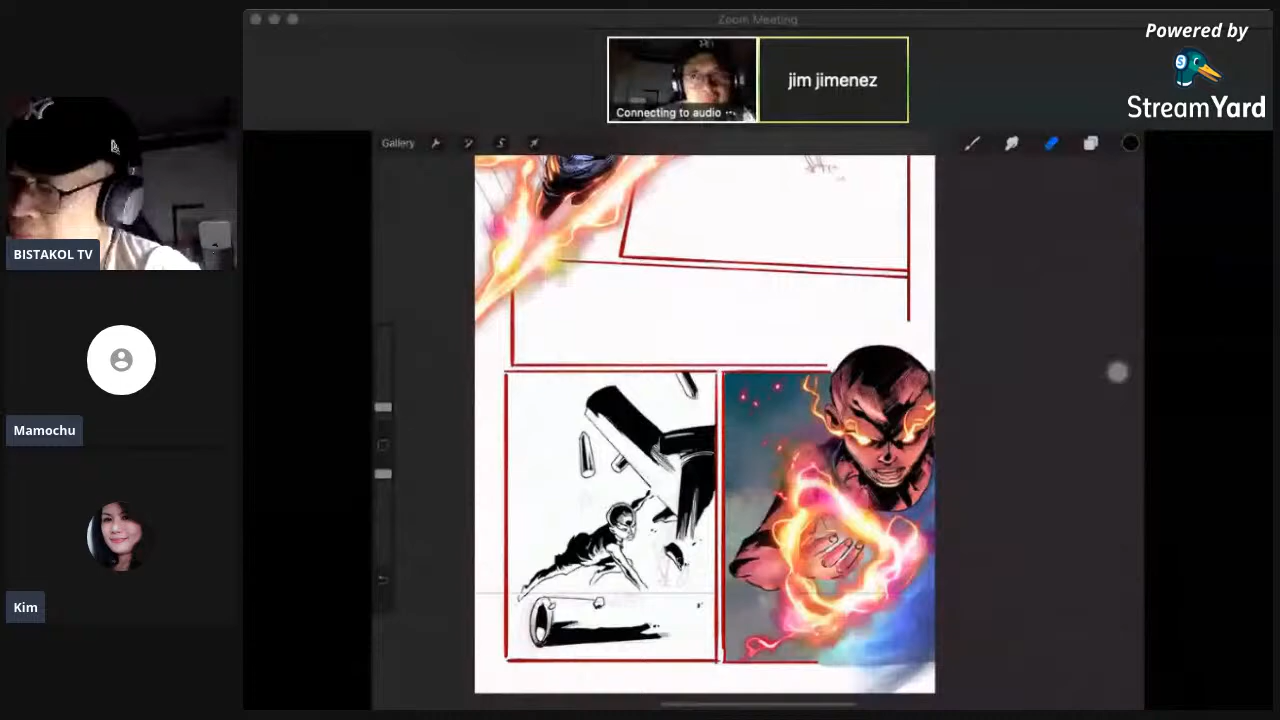 Zoom Meeting
Powered by
StreamYard
Connecting to audio
jim jimenez
Gallery
BISTAKOL TV
Mamochu
Kim